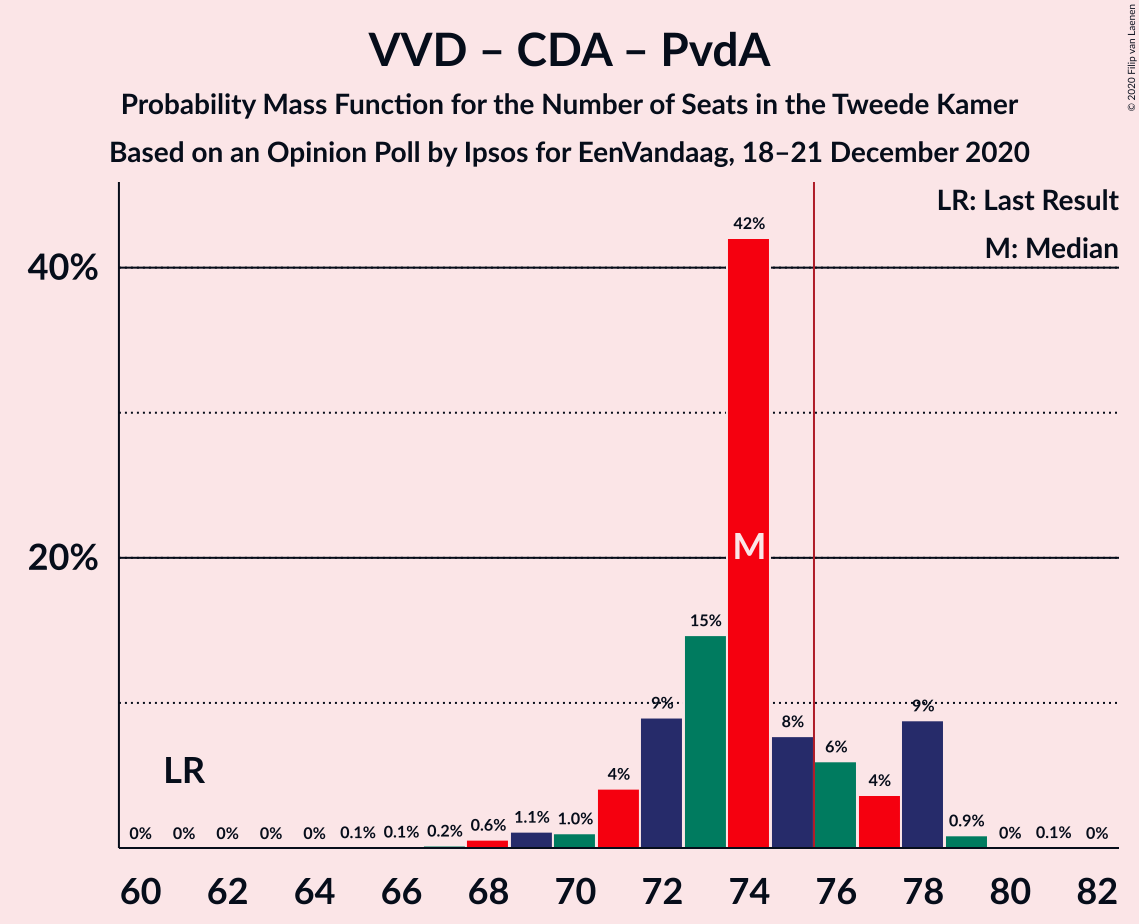 VVD – CDA – PvdA
Probability Mass Function for the Number of Seats in the Tweede Kamer
Based on an Opinion Poll by Ipsos for EenVandaag, 18–21 December 2020
© 2020 Filip van Laenen
LR: Last Result
M: Median
40%
20%
42%
M
15%
9%
8%
9%
6%
4%
4%
LR
0% 0% 0% 0% 0% 0.1% 0.1% 0.2% 0.6% 1.1% 1.0% 0.9% 0% 0.1% 0%
60 62 64 66 68 70 72 74 76 78 80 82